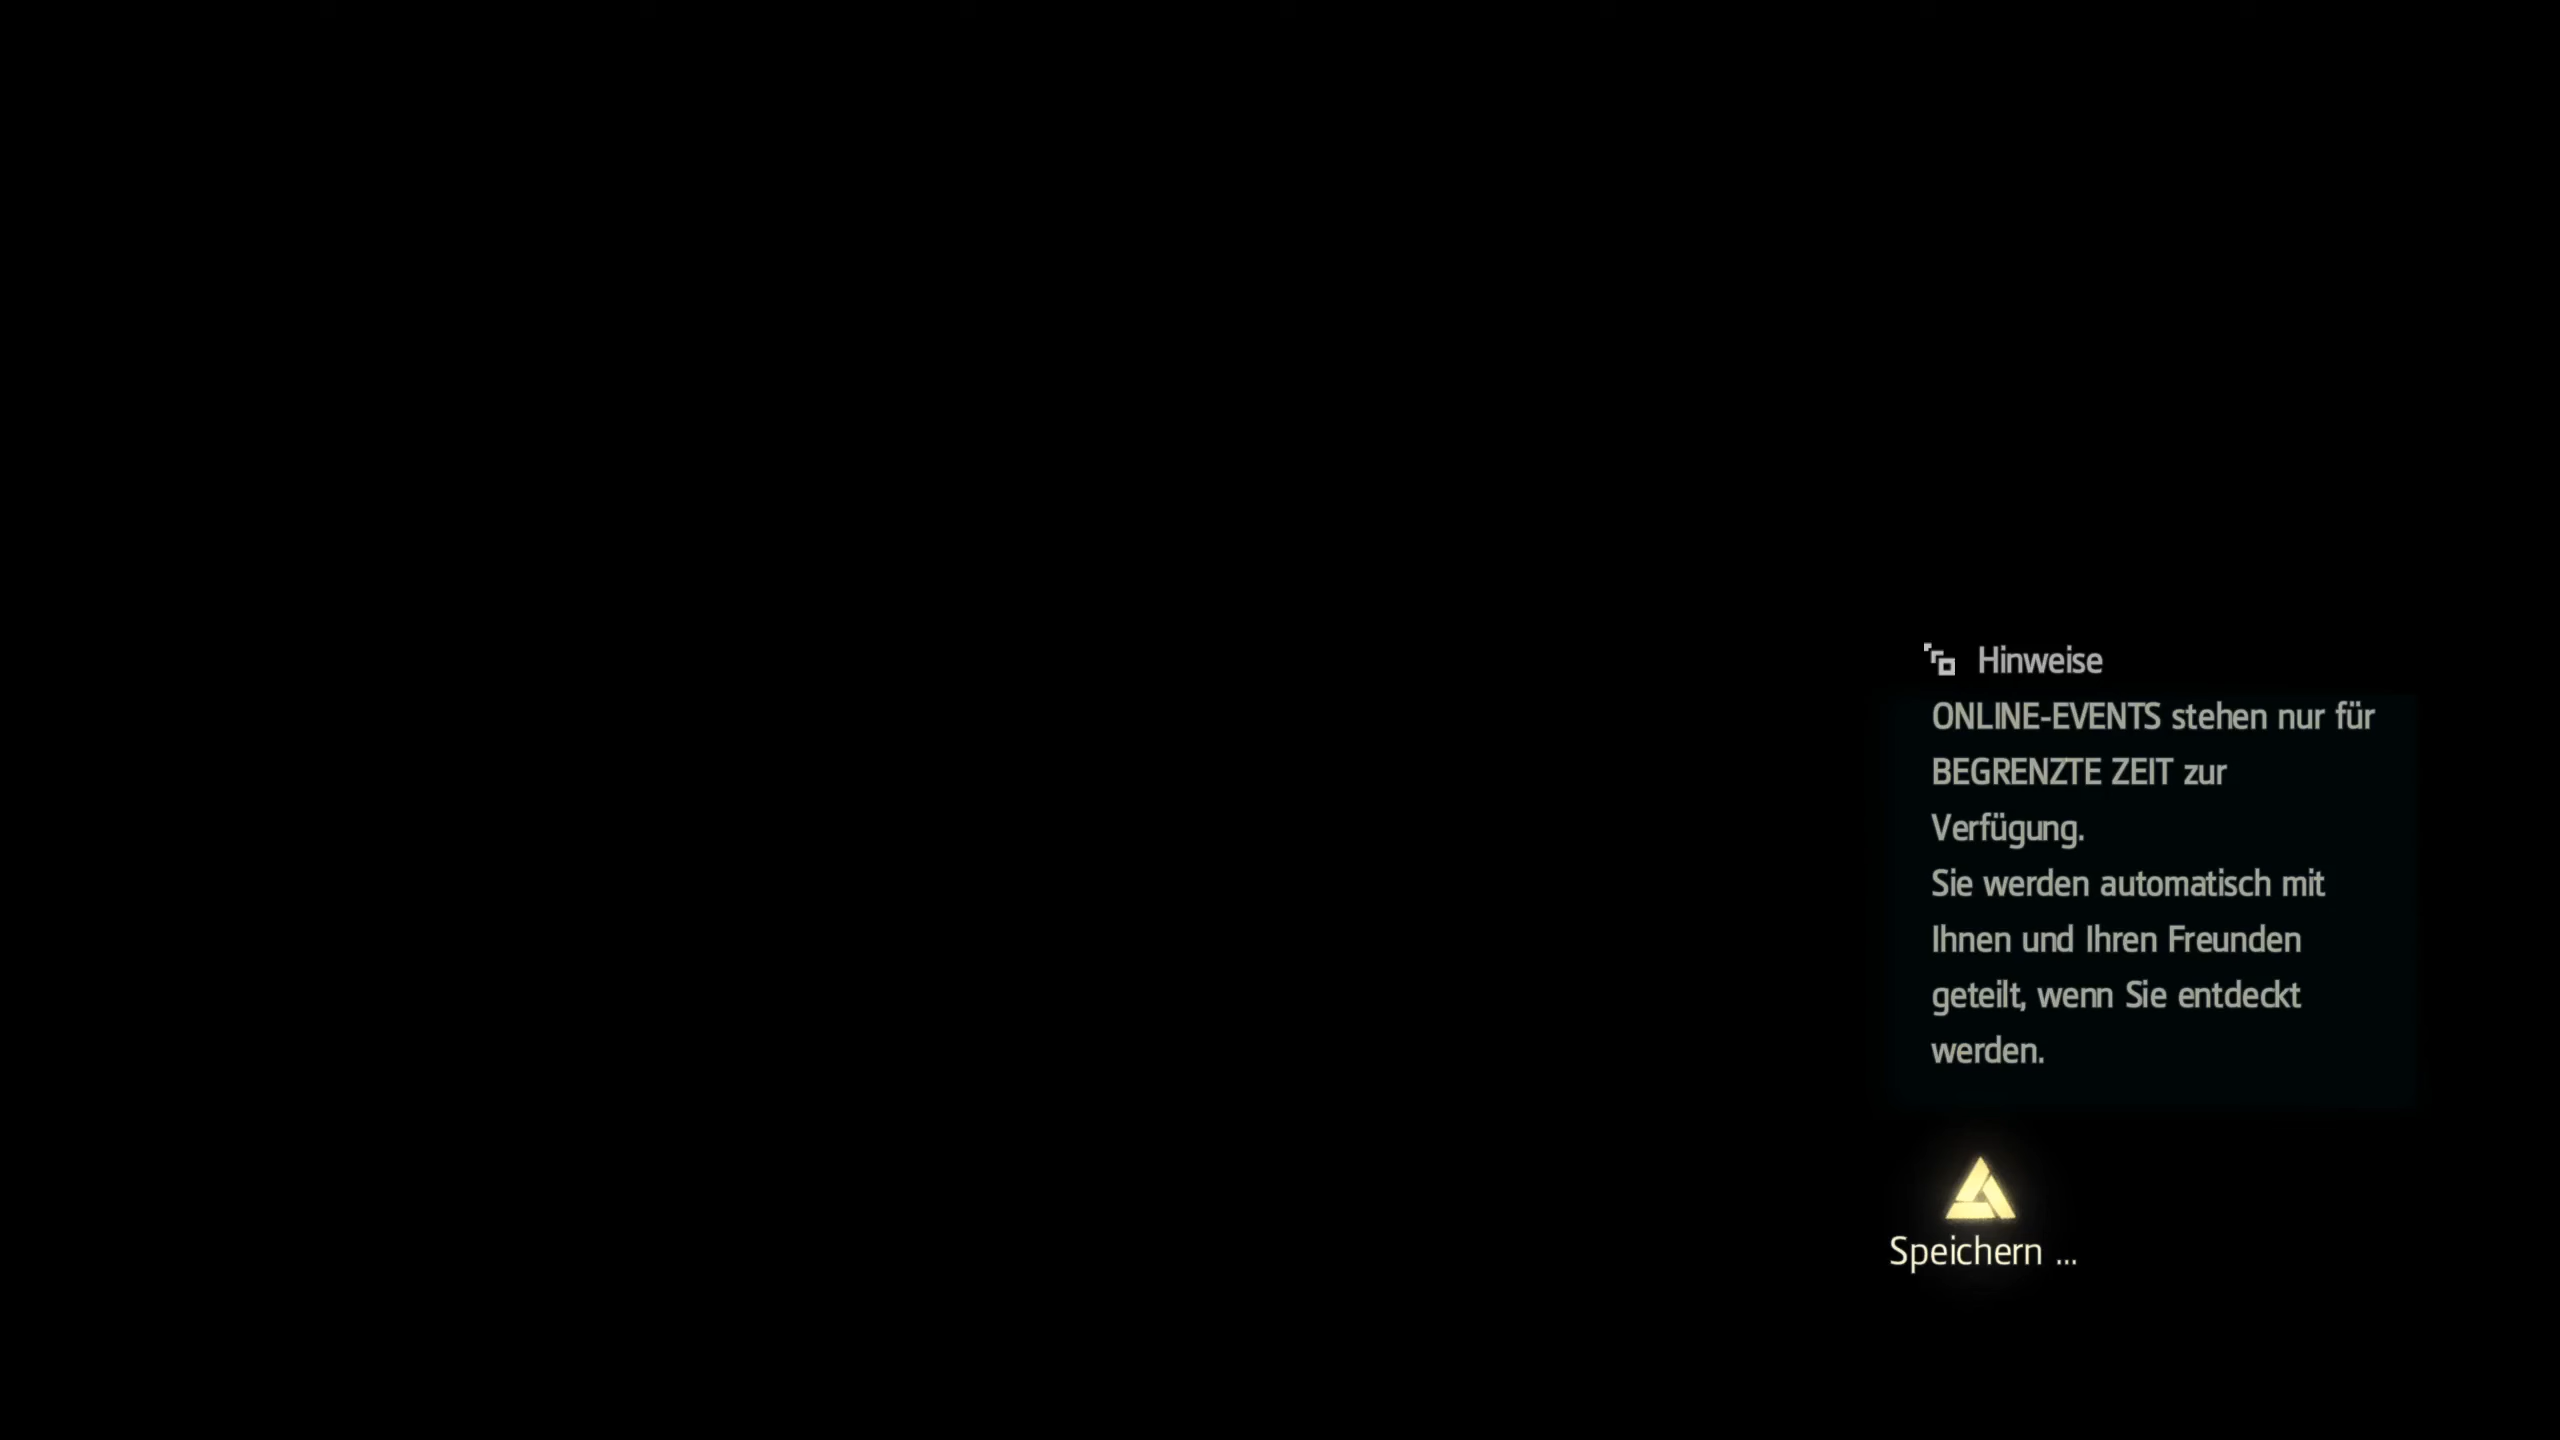 Hinweise
ONLINE-EVENTS stehen nur für
BEGRENZTE ZEIT zur
Verfügung.
Sie werden automatisch mit
Ihnen und Ihren Freunden
geteilt, wenn Sie entdeckt
werden.
Speichern ...